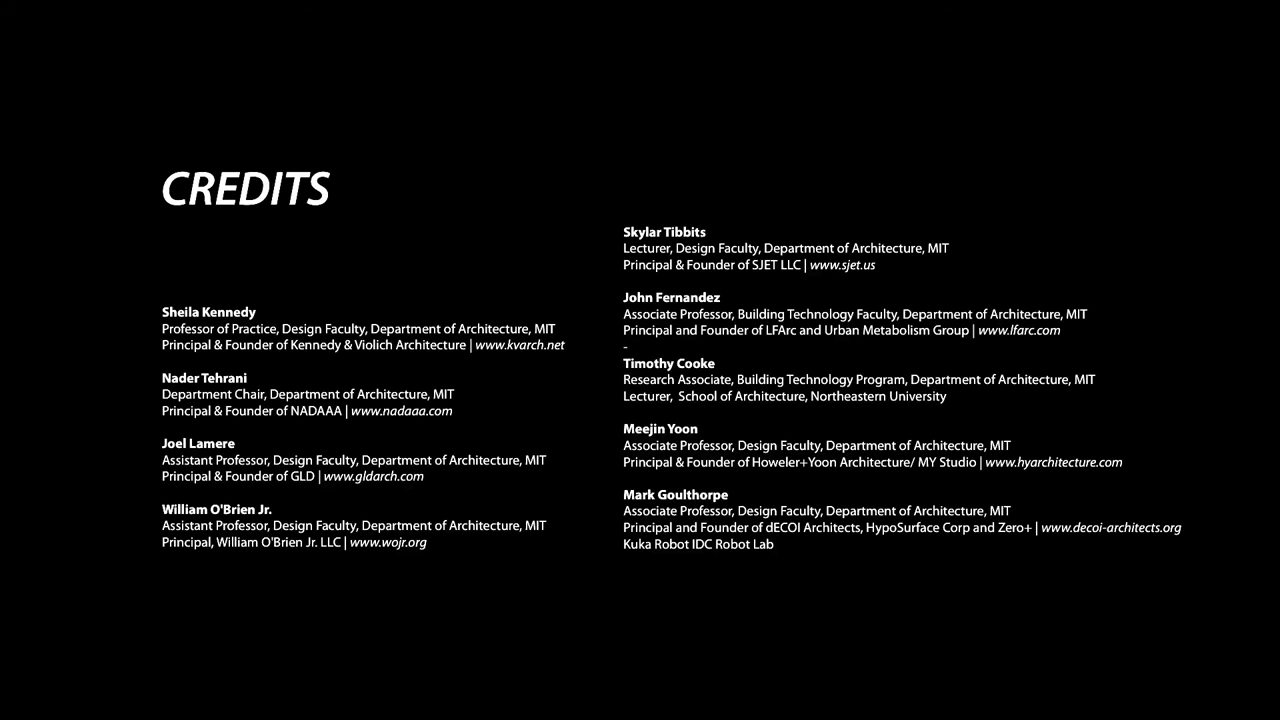 CREDITS
Sheila Kennedy
Professor of Practice, Design Faculty, Department of Architecture, MIT
Principal & Founder of Kennedy & Violich Architecture | www.kvarch.net
Nader Tehrani
Department Chair, Department of Architecture, MIT
Principal & Founder of NADAAA | www.nadaaa.com
Joel Lamere
Assistant Professor, Design Faculty, Department of Architecture, MIT
Principal & Founder of GLD | www.gldarch.com
William O'Brien Jr.
Assistant Professor, Design Faculty, Department of Architecture, MIT
Principal, William O'Brien Jr. LLC | www.wojr.org
Skylar Tibbits
Lecturer, Design Faculty, Department of Architecture, MIT
Principal & Founder of SJET LLC | www.sjet.us
John Fernandez
Associate Professor, Building Technology Faculty, Department of Architecture, MIT
Principal and Founder of LFArc and Urban Metabolism Group | www.lfarc.com
-
Timothy Cooke
Research Associate, Building Technology Program, Department of Architecture, MIT
Lecturer, School of Architecture, Northeastern University
Meejin Yoon
Associate Professor, Design Faculty, Department of Architecture, MIT
Principal & Founder of Howeler+Yoon Architecture/ MY Studio | www.hyarchitecture.com
Mark Goulthorpe
Associate Professor, Design Faculty, Department of Architecture, MIT
Principal and Founder of dECOI Architects, HypoSurface Corp and Zero+ | www.decoi-architects.org
Kuka Robot IDC Robot Lab